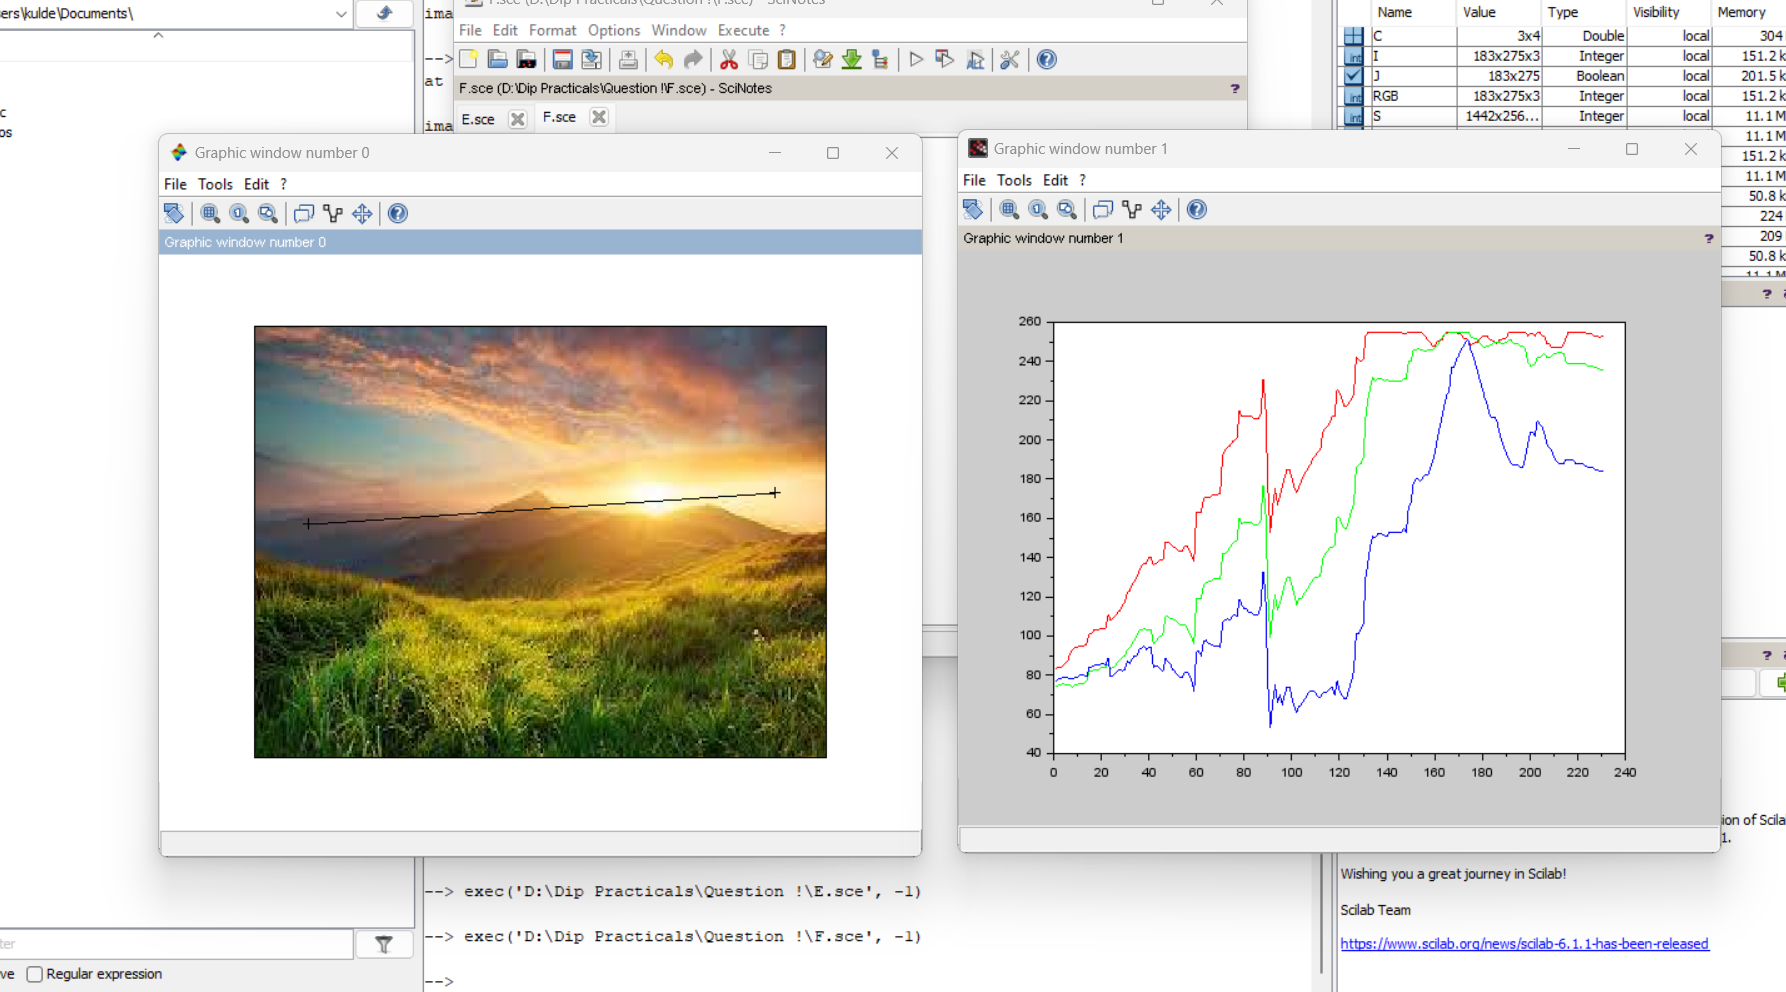 ers\kulde\Documents\
c
os
ter
ve Regular expression
ima
-->
at
ima
F.sce (D:\Dip Practicals\Question !\F.sce) - SciNotes
File Edit Format Options Window Execute ?
F.sce (D:\Dip Practicals\Question !\F.sce) - SciNotes ?
E.sce F.sce
Graphic window number 0
File Tools Edit ?
Graphic window number 0
Graphic window number 1
File Tools Edit ?
Graphic window number 1 ?
260
240
220
200
180
160
140
120
100
80
60
40
0 20 40 60 80 100 120 140 160 180 200 220 240
Name Value Type Visibility Memory
C 3x4 Double local 304
I 183x275x3 Integer local 151.2 k
J 183x275 Boolean local 201.5 k
RGB 183x275x3 Integer local 151.2 k
S 1442x256... Integer local 11.1 M
11.1 M
151.2 k
11.1 M
50.8 k
224
209
50.8 k
11.1 M
?
?
--> exec('D:\Dip Practicals\Question !\E.sce', -1)
--> exec('D:\Dip Practicals\Question !\F.sce', -1)
-->
ion of Scila
1.
Wishing you a great journey in Scilab!
Scilab Team
https://www.scilab.org/news/scilab-6.1.1-has-been-released